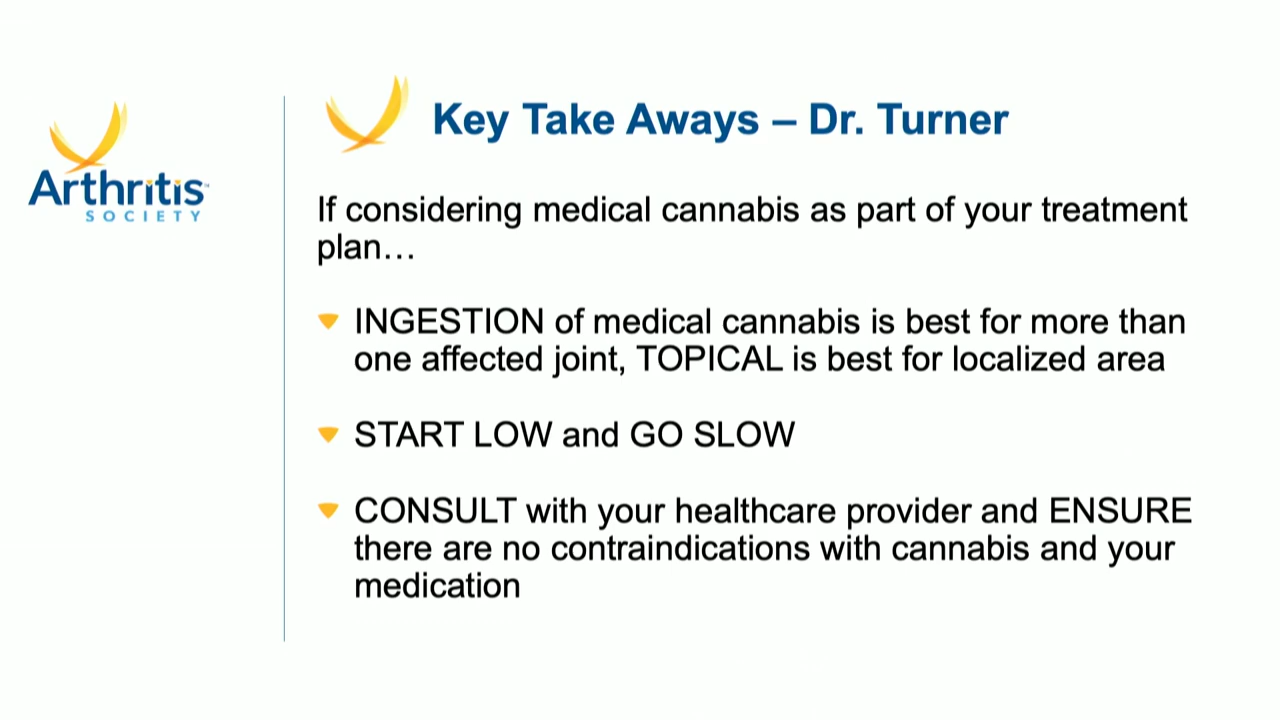 Arthritis™
SOCIETY
Key Take Aways – Dr. Turner
If considering medical cannabis as part of your treatment
plan…
INGESTION of medical cannabis is best for more than
one affected joint, TOPICAL is best for localized area
START LOW and GO SLOW
CONSULT with your healthcare provider and ENSURE
there are no contraindications with cannabis and your
medication